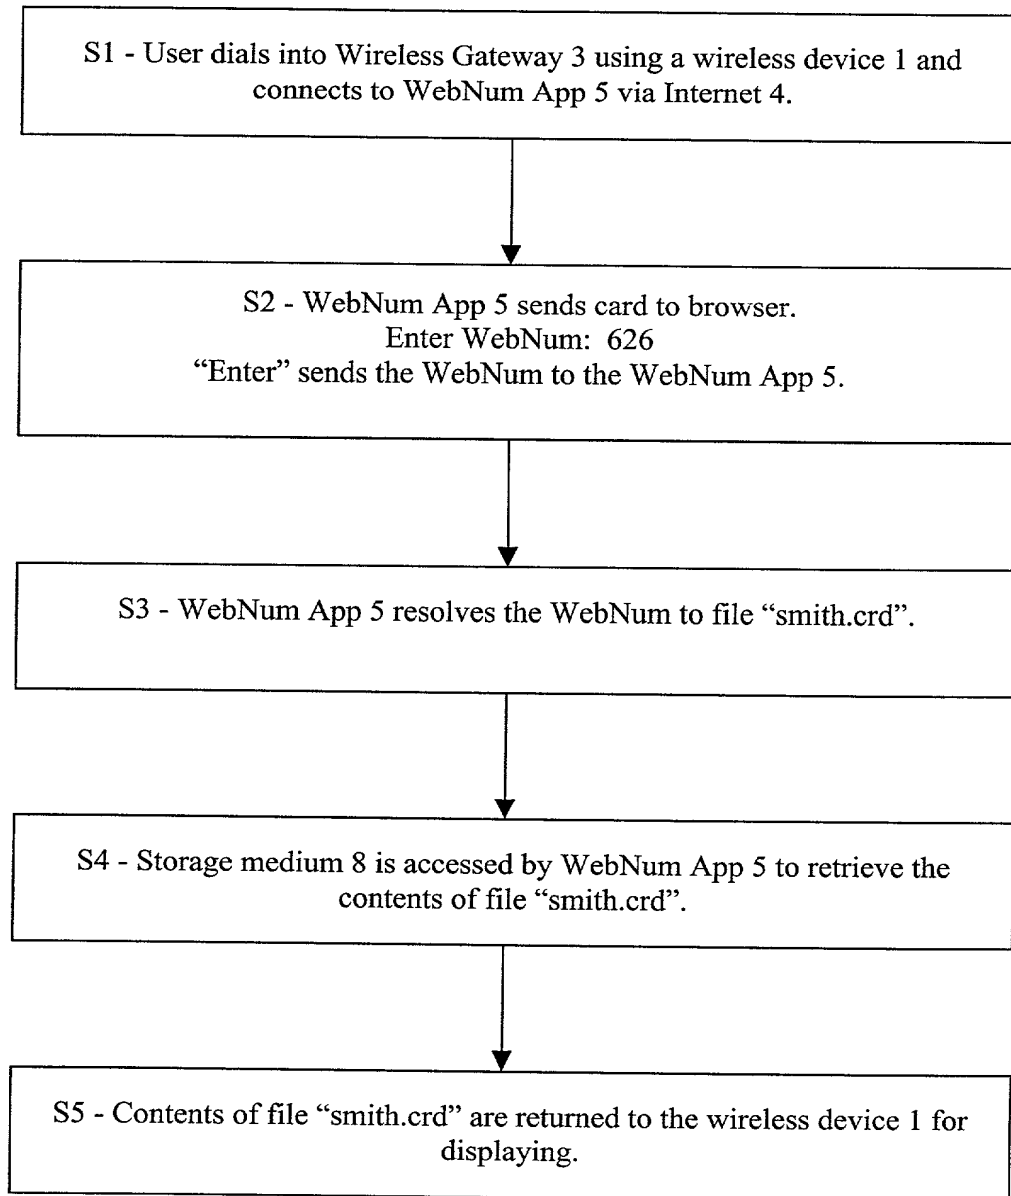 S1 - User dials into Wireless Gateway 3 using a wireless device 1 and
connects to WebNum App 5 via Internet 4.
S2 - WebNum App 5 sends card to browser.
Enter WebNum: 626
“Enter” sends the WebNum to the WebNum App 5.
S3 - WebNum App 5 resolves the WebNum to file “smith.crd”.
S4 - Storage medium 8 is accessed by WebNum App 5 to retrieve the
contents of file “smith.crd”.
S5 - Contents of file “smith.crd” are returned to the wireless device 1 for
displaying.